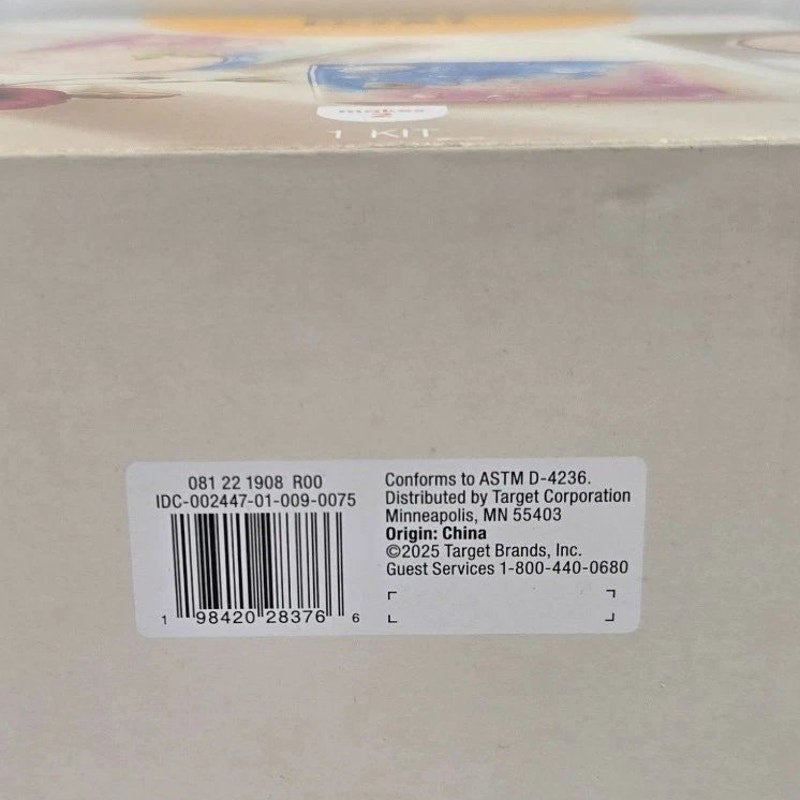 1 KIT
081 22 1908 R00
IDC-002447-01-009-0075
1 98420 28376 6
Conforms to ASTM D-4236.
Distributed by Target Corporation
Minneapolis, MN 55403
Origin: China
©2025 Target Brands, Inc.
Guest Services 1-800-440-0680